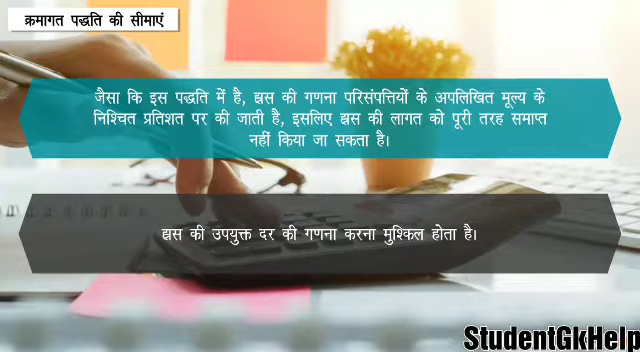 क्रमागत पद्धति की सीमाएं
जैसा कि इस पद्धति में है, ह्रास की गणना परिसंपत्तियों के अपलिखित मूल्य के
निश्चित प्रतिशत पर की जाती है, इसलिए ह्रास की लागत को पूरी तरह समाप्त
नहीं किया जा सकता है।
ह्रास की उपयुक्त दर की गणना करना मुश्किल होता है।
StudentGkHelp